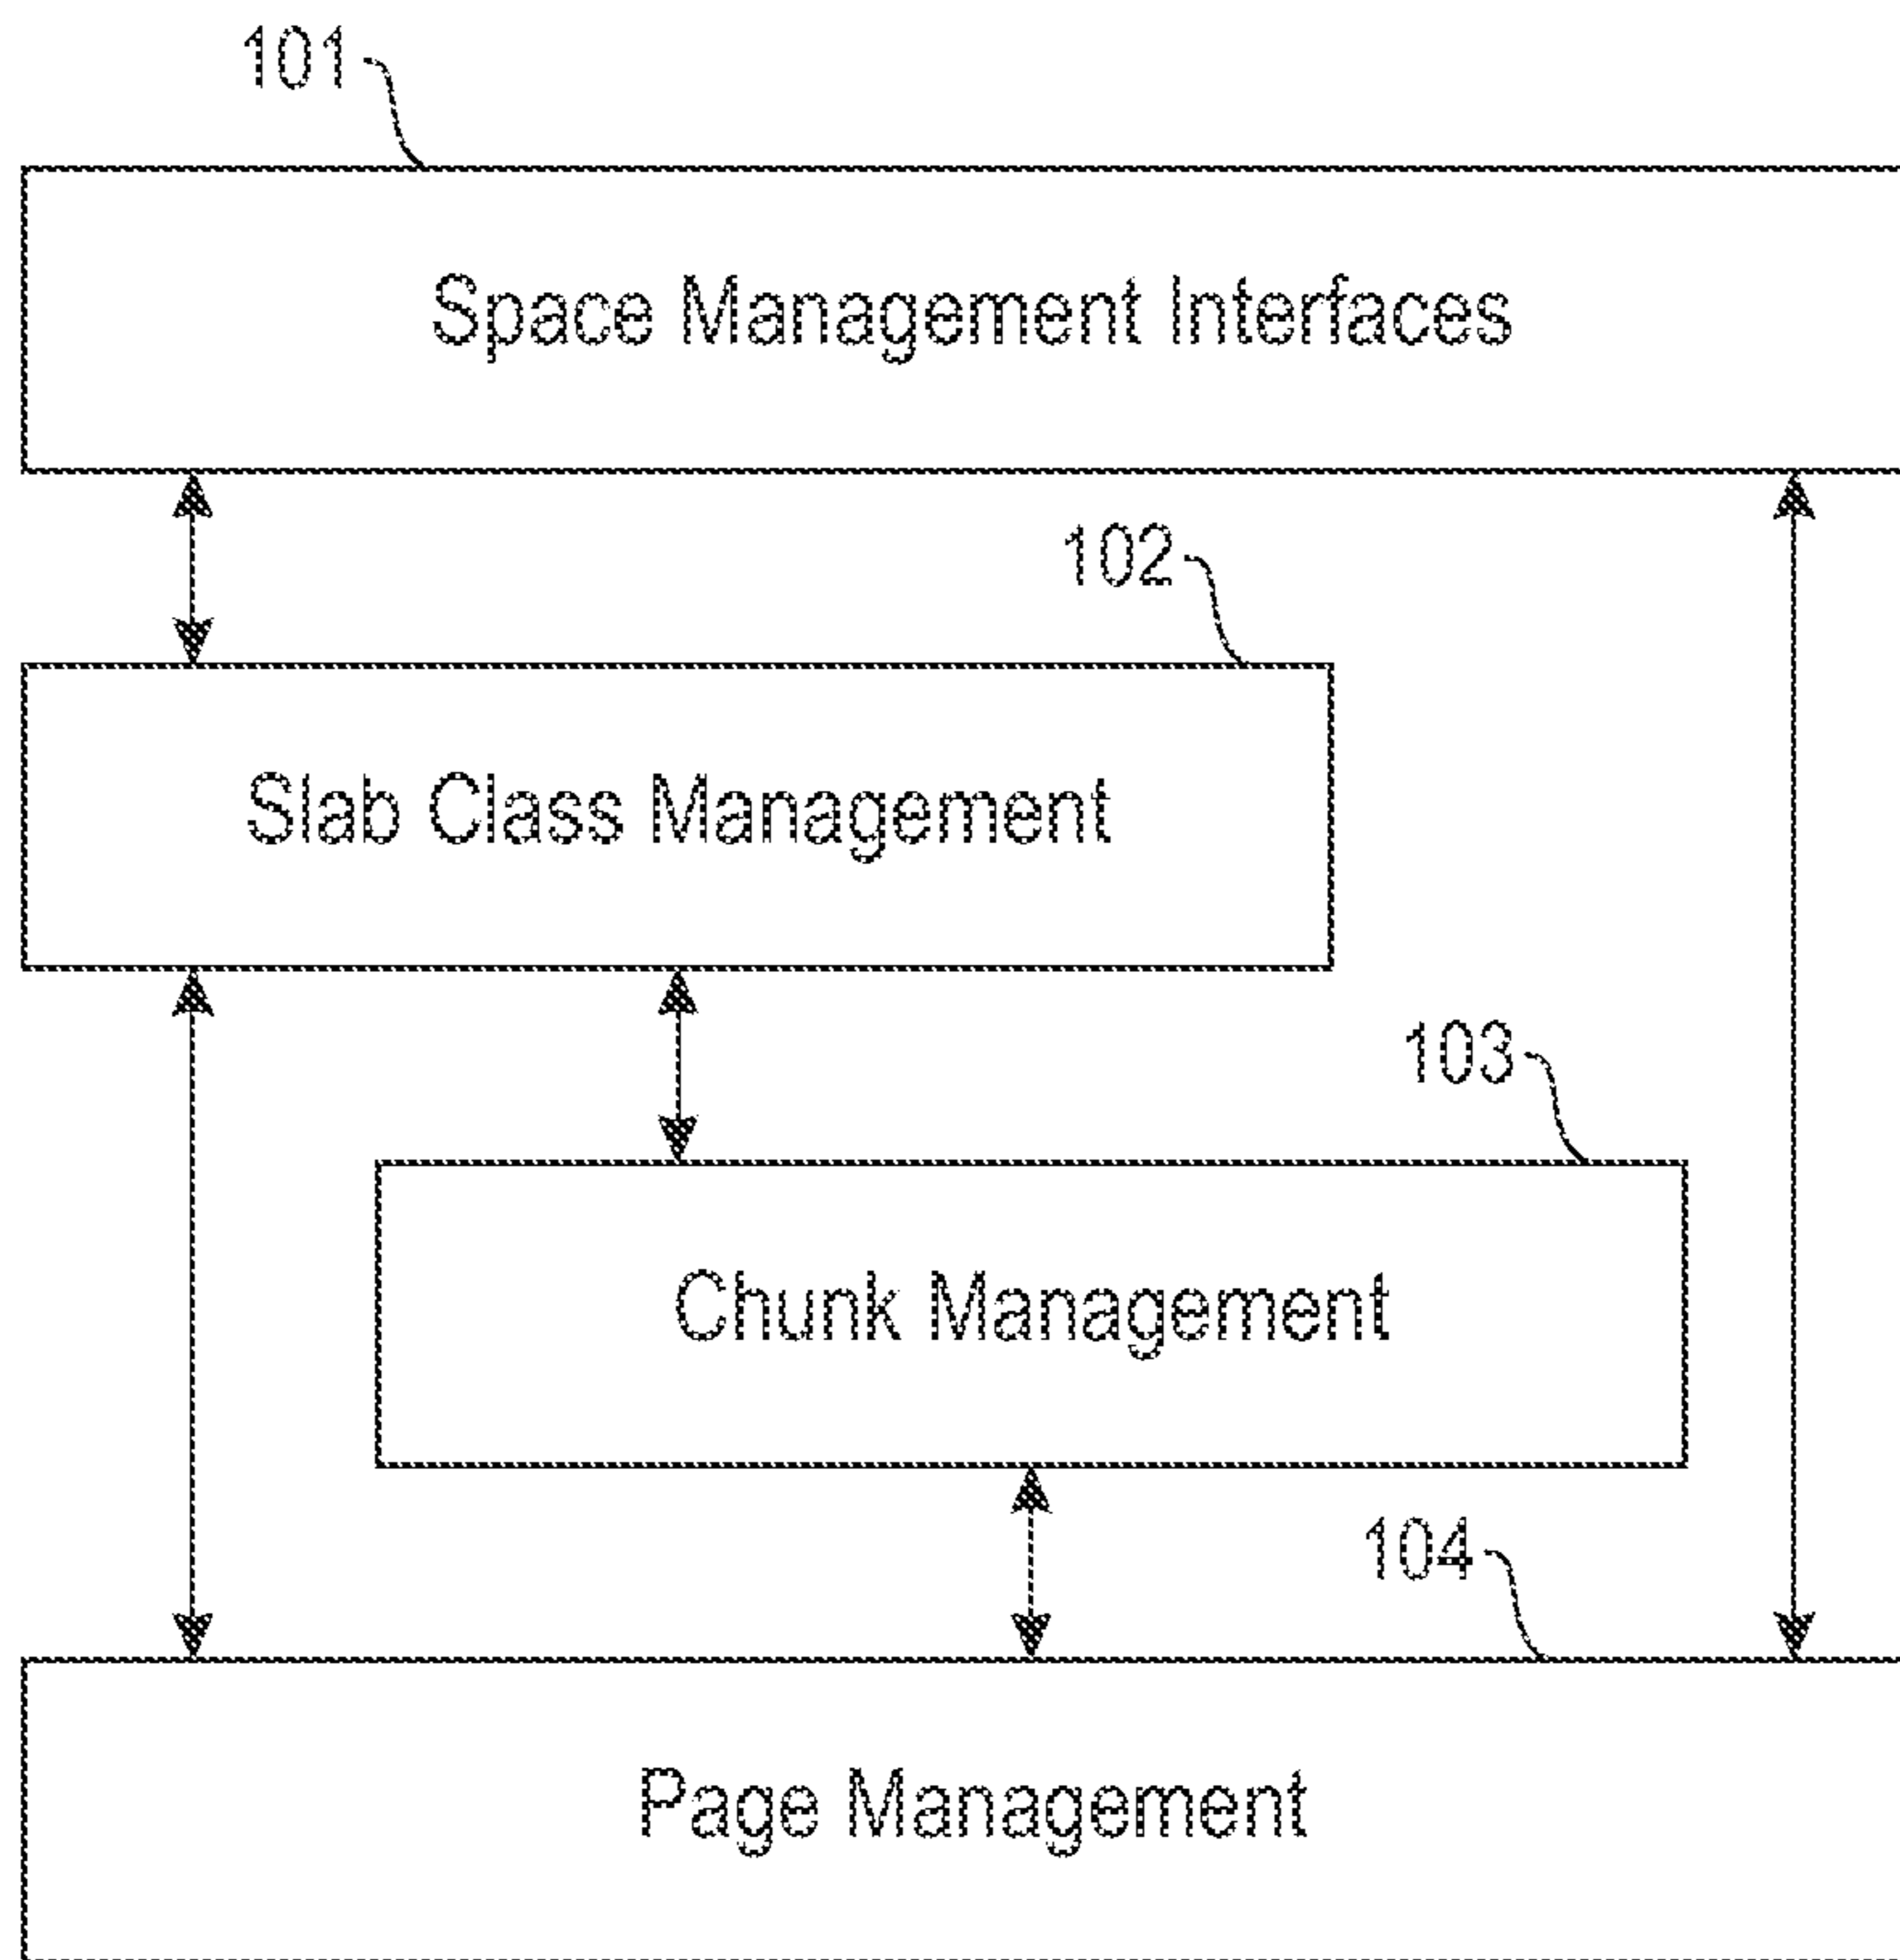 101
Space Management Interfaces
102
Slab Class Management
103
Chunk Management
104
Page Management